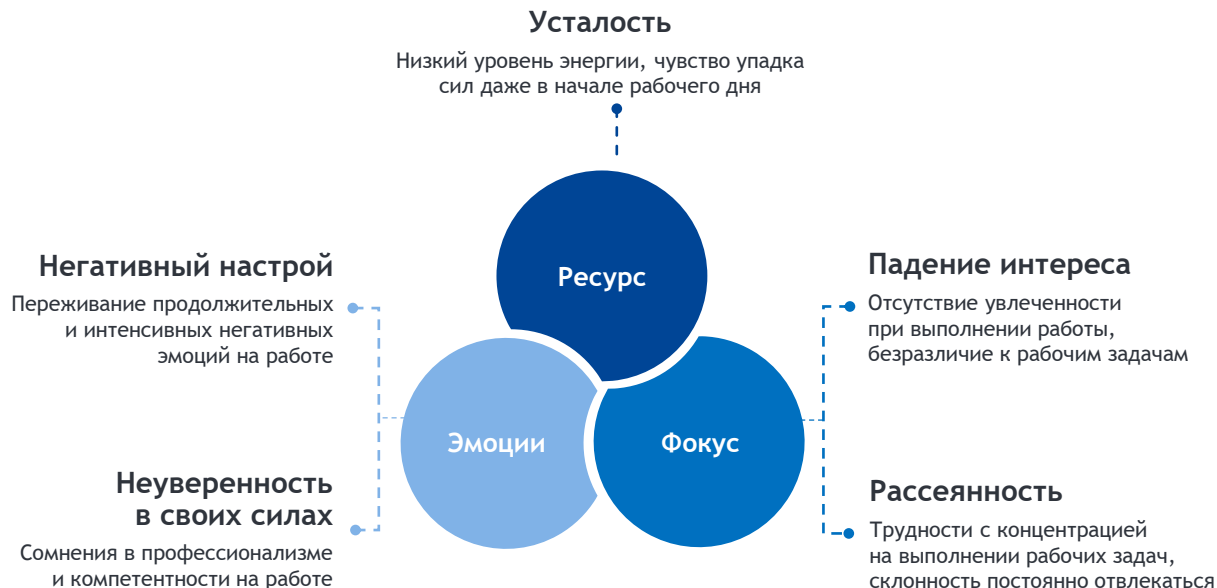 Усталость
Низкий уровень энергии, чувство упадка
сил даже в начале рабочего дня
Ресурс
Негативный настрой
Переживание продолжительных
и интенсивных негативных
эмоций на работе
Падение интереса
Отсутствие увлеченности
при выполнении работы,
безразличие к рабочим задачам
Эмоции
Фокус
Неуверенность
в своих силах
Сомнения в профессионализме
и компетентности на работе
Рассеянность
Трудности с концентрацией
на выполнении рабочих задач,
склонность постоянно отвлекаться